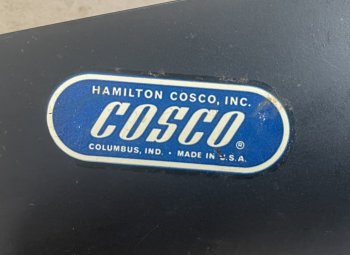 HAMILTON COSCO, INC.
COSCO®
COLUMBUS, IND. • MADE IN U.S.A.